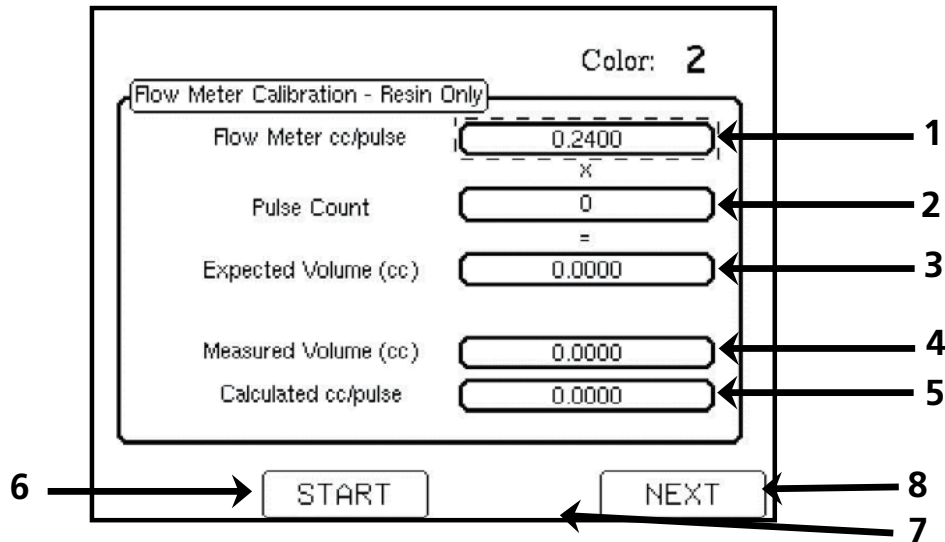 Color: 2
Flow Meter Calibration - Resin Only
Flow Meter cc/pulse 0.2400 1
x
Pulse Count 0 2
=
Expected Volume (cc) 0.0000 3
Measured Volume (cc) 0.0000 4
Calculated cc/pulse 0.0000 5
6 START NEXT 8
7